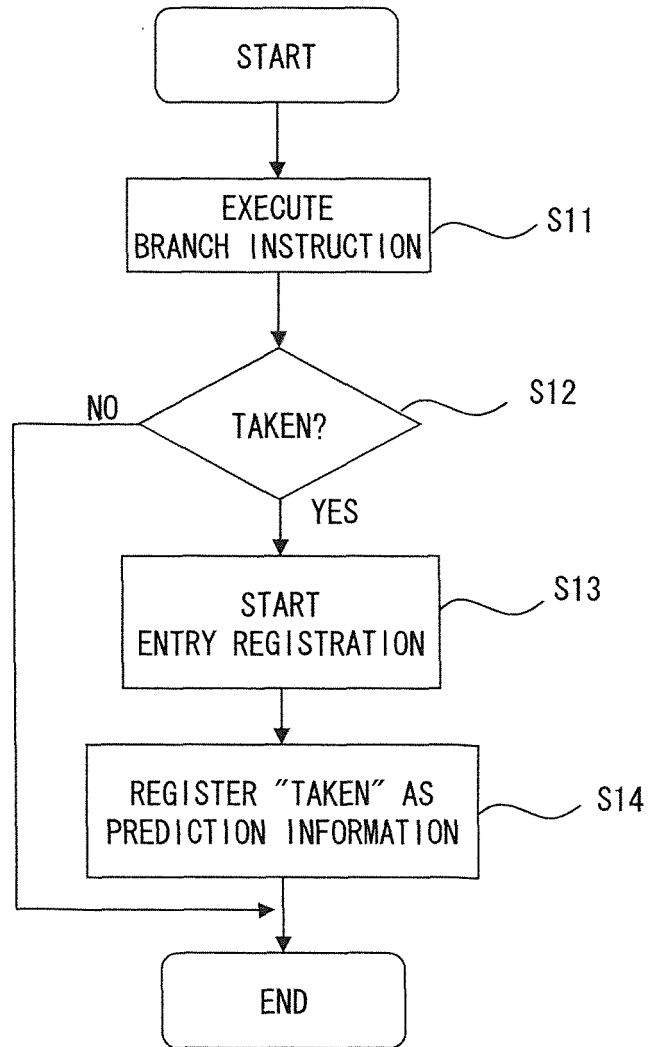 START
EXECUTE
BRANCH INSTRUCTION
S11
TAKEN?
S12
NO
YES
START
ENTRY REGISTRATION
S13
REGISTER "TAKEN" AS
PREDICTION INFORMATION
S14
END